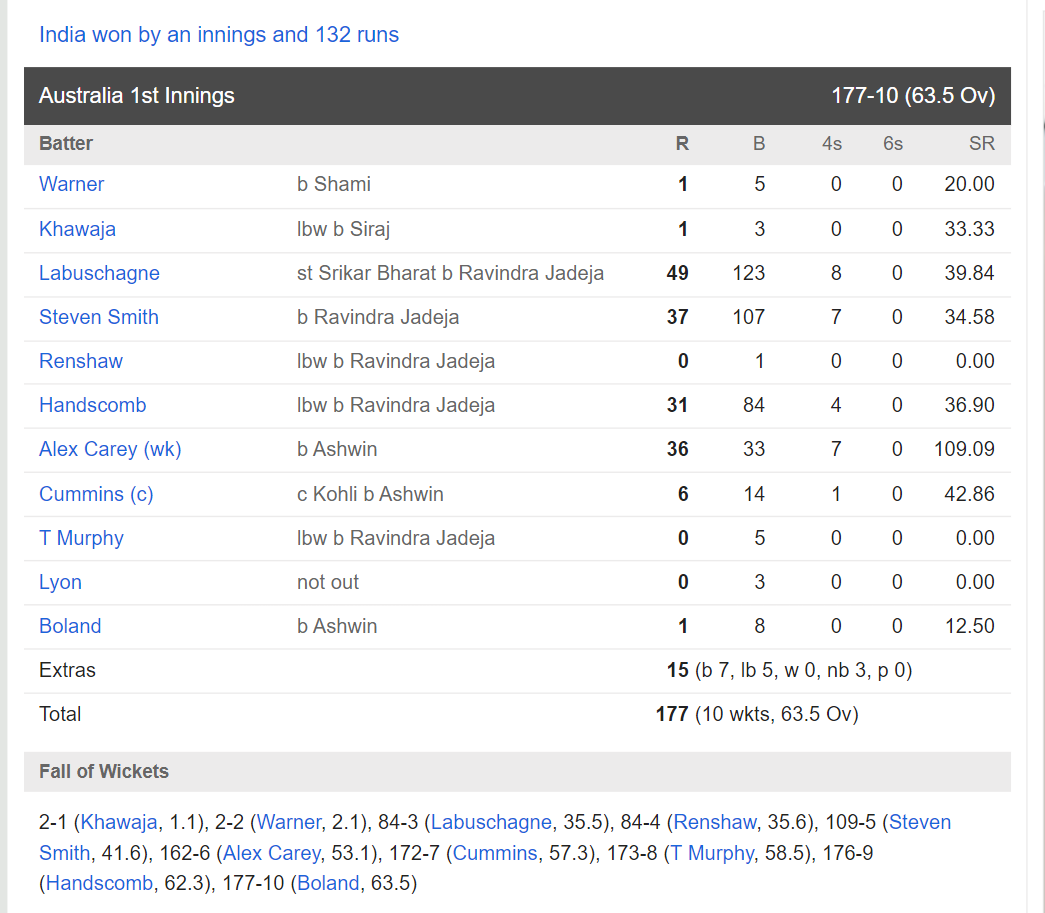 India won by an innings and 132 runs
Australia 1st Innings 177-10 (63.5 Ov)
Batter R B 4s 6s SR
Warner b Shami 1 5 0 0 20.00
Khawaja lbw b Siraj 1 3 0 0 33.33
Labuschagne st Srikar Bharat b Ravindra Jadeja 49 123 8 0 39.84
Steven Smith b Ravindra Jadeja 37 107 7 0 34.58
Renshaw lbw b Ravindra Jadeja 0 1 0 0 0.00
Handscomb lbw b Ravindra Jadeja 31 84 4 0 36.90
Alex Carey (wk) b Ashwin 36 33 7 0 109.09
Cummins (c) c Kohli b Ashwin 6 14 1 0 42.86
T Murphy lbw b Ravindra Jadeja 0 5 0 0 0.00
Lyon not out 0 3 0 0 0.00
Boland b Ashwin 1 8 0 0 12.50
Extras 15 (b 7, lb 5, w 0, nb 3, p 0)
Total 177 (10 wkts, 63.5 Ov)
Fall of Wickets
2-1 (Khawaja, 1.1), 2-2 (Warner, 2.1), 84-3 (Labuschagne, 35.5), 84-4 (Renshaw, 35.6), 109-5 (Steven
Smith, 41.6), 162-6 (Alex Carey, 53.1), 172-7 (Cummins, 57.3), 173-8 (T Murphy, 58.5), 176-9
(Handscomb, 62.3), 177-10 (Boland, 63.5)